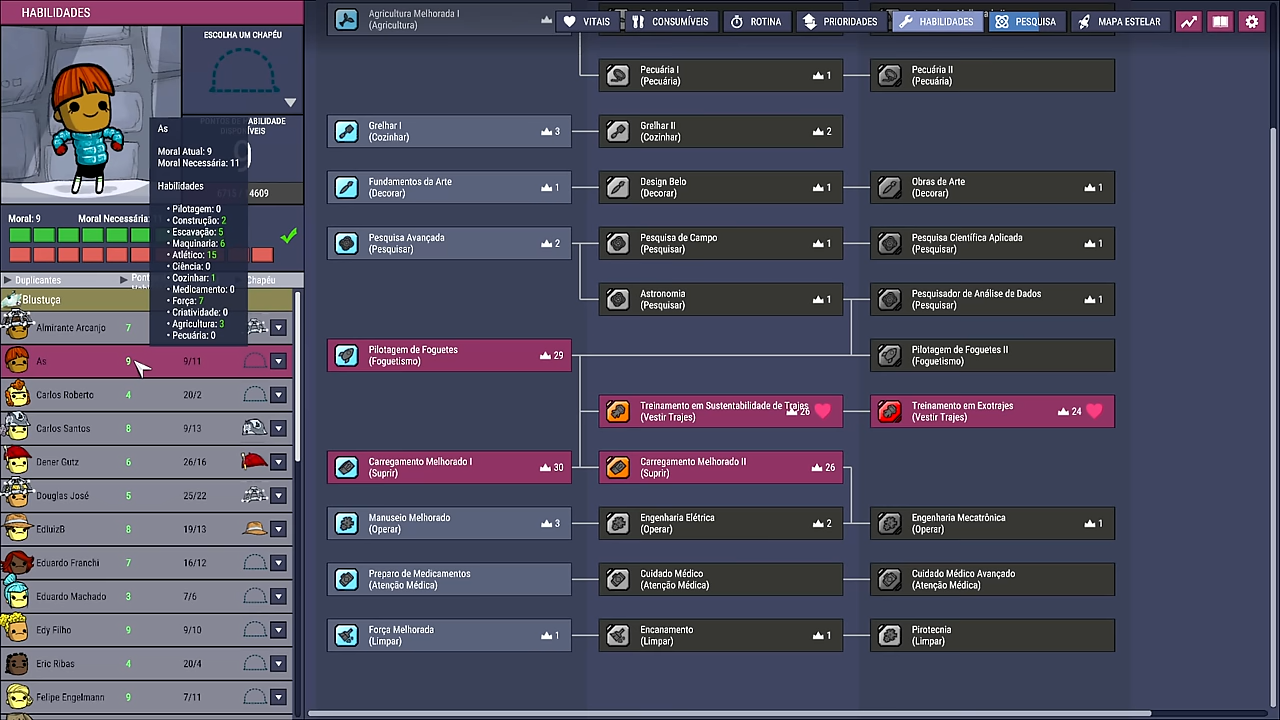 HABILIDADES
VITAIS
CONSUMÍVEIS
ROTINA
PRIORIDADES
HABILIDADES
PESQUISA
MAPA ESTELAR
ESCOLHA UM CHAPÉU
As
Moral Atual: 9
Moral Necessária: 11
Habilidades
• Pilotagem: 0
• Construção: 2
• Escavação: 5
• Maquinaria: 6
• Atlético: 15
• Ciência: 0
• Cozinhar: 1
• Medicamento: 0
• Força: 7
• Criatividade: 0
• Agricultura: 3
• Pecuária: 0
4609
Moral: 9
Moral Necessária:
Duplicantes
Chapéu
Blustuça
Almirante Arcanjo 7
As 9 9/11
Carlos Roberto 4 20/2
Carlos Santos 8 9/13
Dener Gutz 6 26/16
Douglas José 5 25/22
EduizB 8 19/13
Eduardo Franchi 7 16/12
Eduardo Machado 3 7/6
Edy Filho 9 9/10
Eric Ribas 4 20/4
Felipe Engelmann 9 7/11
Agricultura Melhorada I
(Agricultura)
Pecuária I 1
(Pecuária)
Pecuária II
(Pecuária)
Grelhar I 3
(Cozinhar)
Grelhar II 2
(Cozinhar)
Fundamentos da Arte 1
(Decorar)
Design Belo 1
(Decorar)
Obras de Arte 1
(Decorar)
Pesquisa Avançada 2
(Pesquisar)
Pesquisa de Campo 1
(Pesquisar)
Pesquisa Científica Aplicada 1
(Pesquisar)
Astronomia 1
(Pesquisar)
Pesquisador de Análise de Dados 1
(Pesquisar)
Pilotagem de Foguetes 29
(Foguetismo)
Pilotagem de Foguetes II
(Foguetismo)
Treinamento em Sustentabilidade de Trajes 26
(Vestir Trajes)
Treinamento em Exotrajes 24
(Vestir Trajes)
Carregamento Melhorado I 30
(Suprir)
Carregamento Melhorado II 26
(Suprir)
Manuseio Melhorado 3
(Operar)
Engenharia Elétrica 2
(Operar)
Engenharia Mecatrônica 1
(Operar)
Preparo de Medicamentos
(Atenção Médica)
Cuidado Médico
(Atenção Médica)
Cuidado Médico Avançado
(Atenção Médica)
Força Melhorada 1
(Limpar)
Encanamento 1
(Limpar)
Pirotecnia
(Limpar)